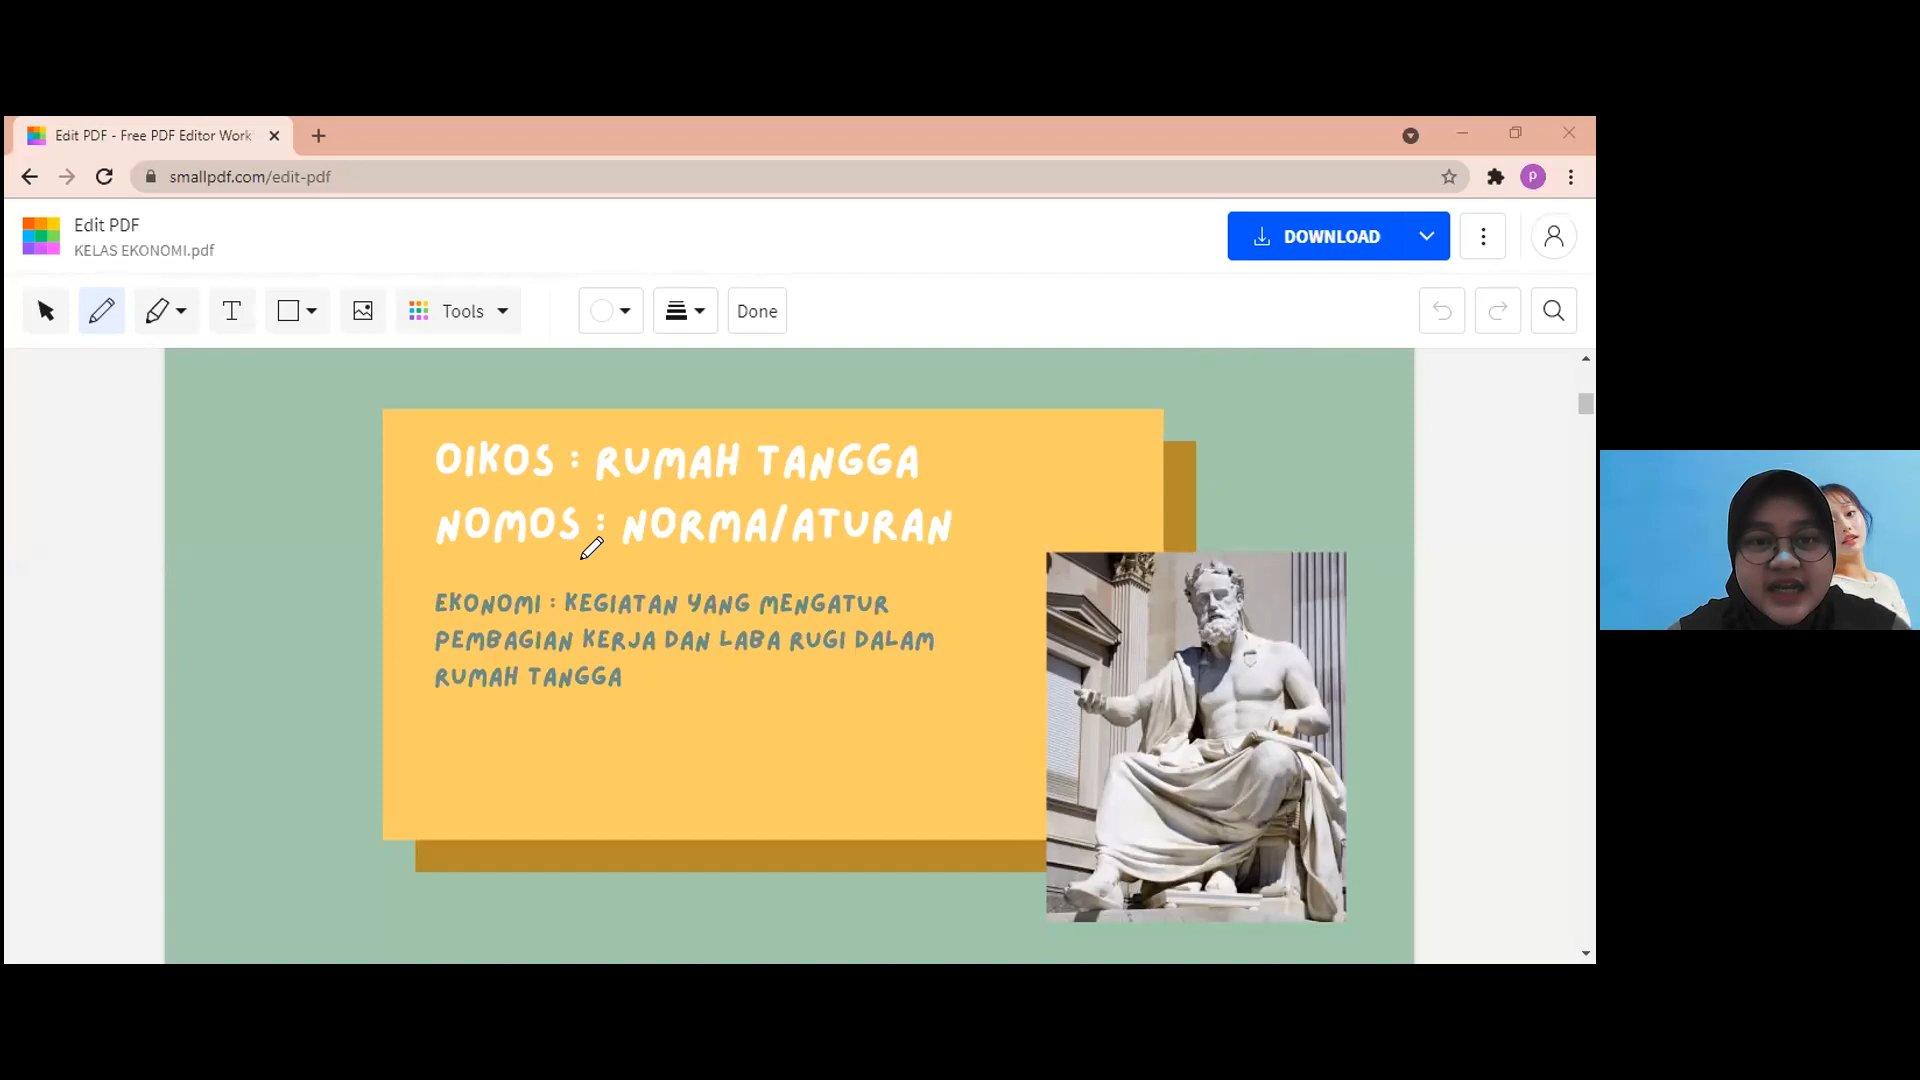 Edit PDF - Free PDF Editor Work
smallpdf.com/edit-pdf
P
Edit PDF
KELAS EKONOMI.pdf
DOWNLOAD
T
Tools
Done
OIKOS : RUMAH TANGGA
NOMOS : NORMA/ATURAN
EKONOMI : KEGIATAN YANG MENGATUR
PEMBAGIAN KERJA DAN LABA RUGI DALAM
RUMAH TANGGA